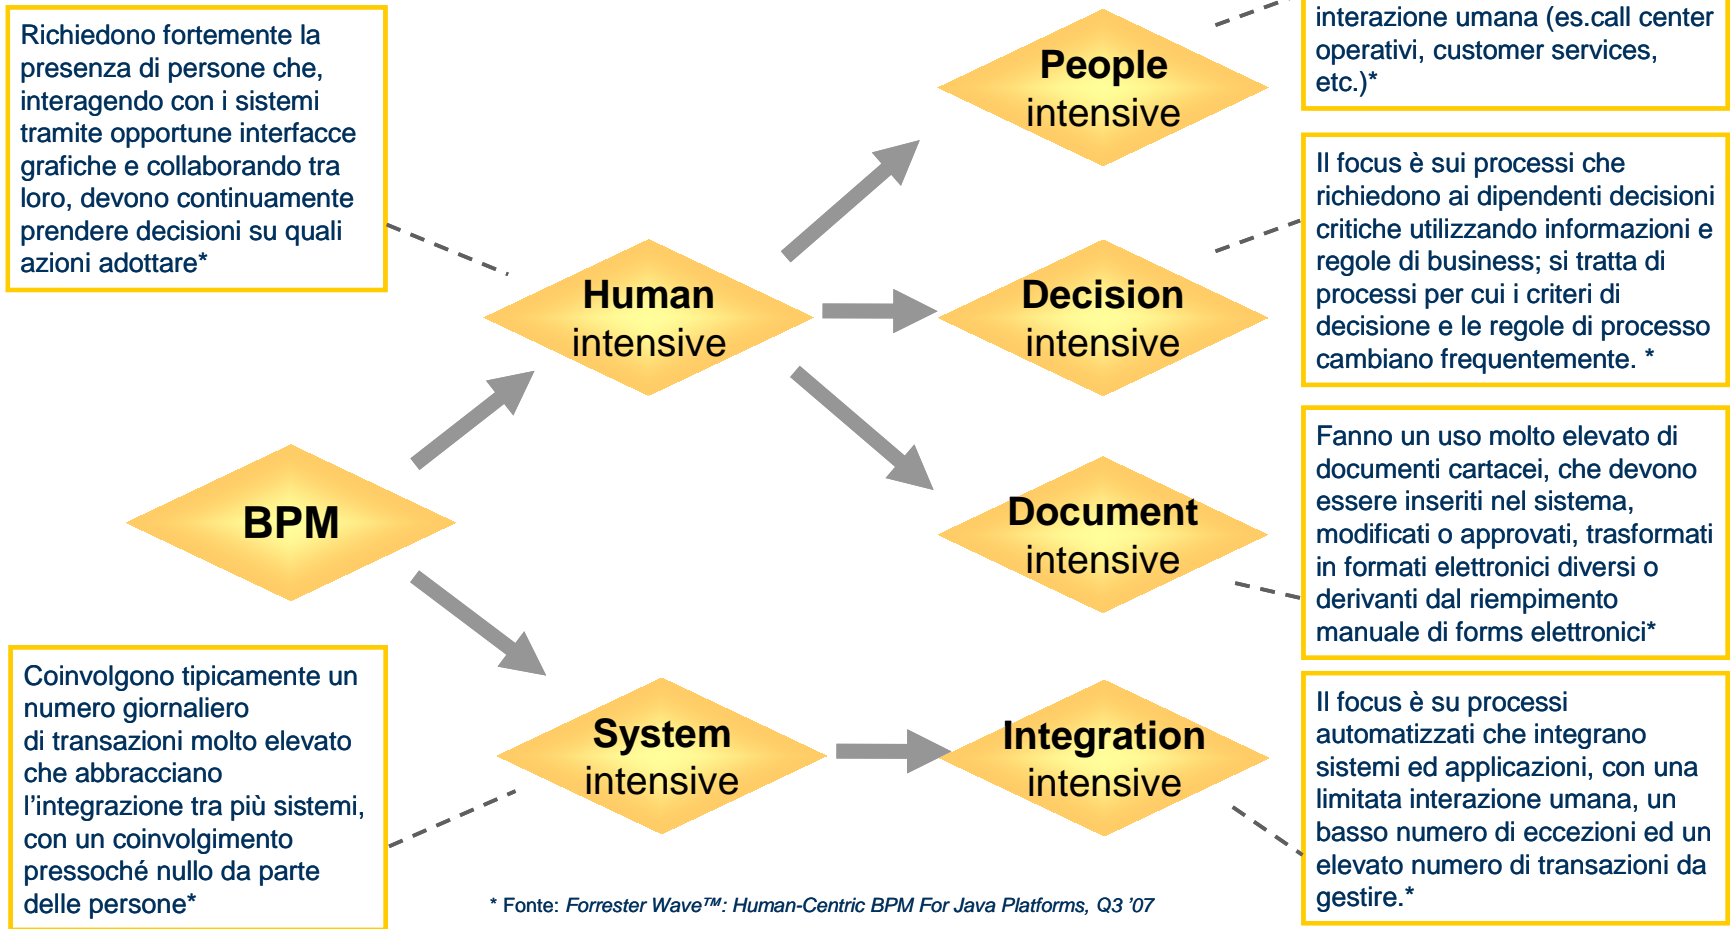 Richiedono fortemente la
presenza di persone che,
interagendo con i sistemi
tramite opportune interfacce
grafiche e collaborando tra
loro, devono continuamente
prendere decisioni su quali
azioni adottare*
interazione umana (es.call center
operativi, customer services,
etc.)*
People
intensive
Il focus è sui processi che
richiedono ai dipendenti decisioni
critiche utilizzando informazioni e
regole di business; si tratta di
processi per cui i criteri di
decisione e le regole di processo
cambiano frequentemente. *
Human
intensive
Decision
intensive
Fanno un uso molto elevato di
documenti cartacei, che devono
essere inseriti nel sistema,
modificati o approvati, trasformati
in formati elettronici diversi o
derivanti dal riempimento
manuale di forms elettronici*
BPM
Document
intensive
Coinvolgono tipicamente un
numero giornaliero
di transazioni molto elevato
che abbracciano
l’integrazione tra più sistemi,
con un coinvolgimento
pressoché nullo da parte
delle persone*
System
intensive
Integration
intensive
Il focus è su processi
automatizzati che integrano
sistemi ed applicazioni, con una
limitata interazione umana, un
basso numero di eccezioni ed un
elevato numero di transazioni da
gestire.*
* Fonte: Forrester Wave™: Human-Centric BPM For Java Platforms, Q3 ’07